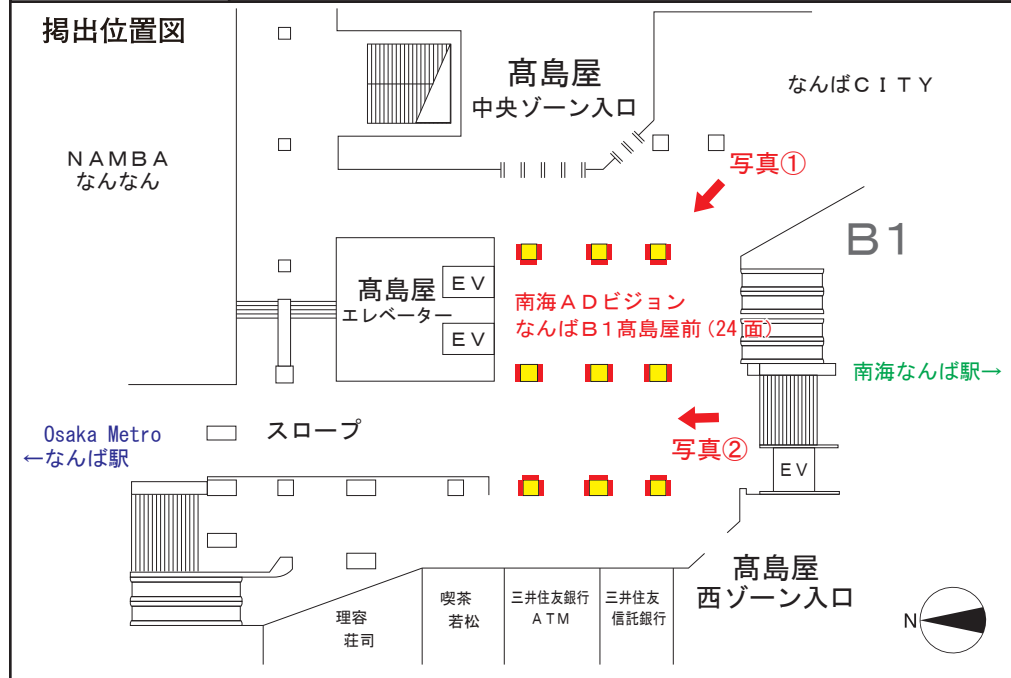 掲出位置図
髙島屋
中央ゾーン入口
なんばＣＩＴＹ
ＮＡＭＢＡ
なんなん
写真①
B1
髙島屋
エレベーター
ＥＶ
ＥＶ
南海ＡＤビジョン
なんばＢ１髙島屋前(24面)
南海なんば駅→
Osaka Metro
←なんば駅
スロープ
写真②
ＥＶ
髙島屋
西ゾーン入口
理容
荘司
喫茶
若松
三井住友銀行
ＡＴＭ
三井住友
信託銀行
N